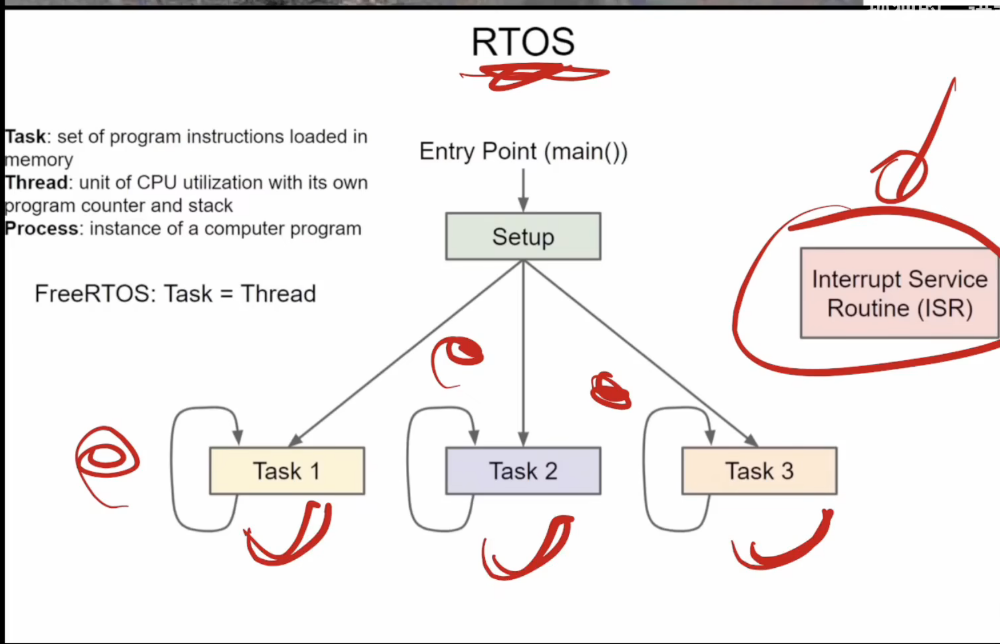 RTOS
Task: set of program instructions loaded in
memory
Thread: unit of CPU utilization with its own
program counter and stack
Process: instance of a computer program
FreeRTOS: Task = Thread
Entry Point (main())
Setup
Interrupt Service
Routine (ISR)
Task 1
Task 2
Task 3